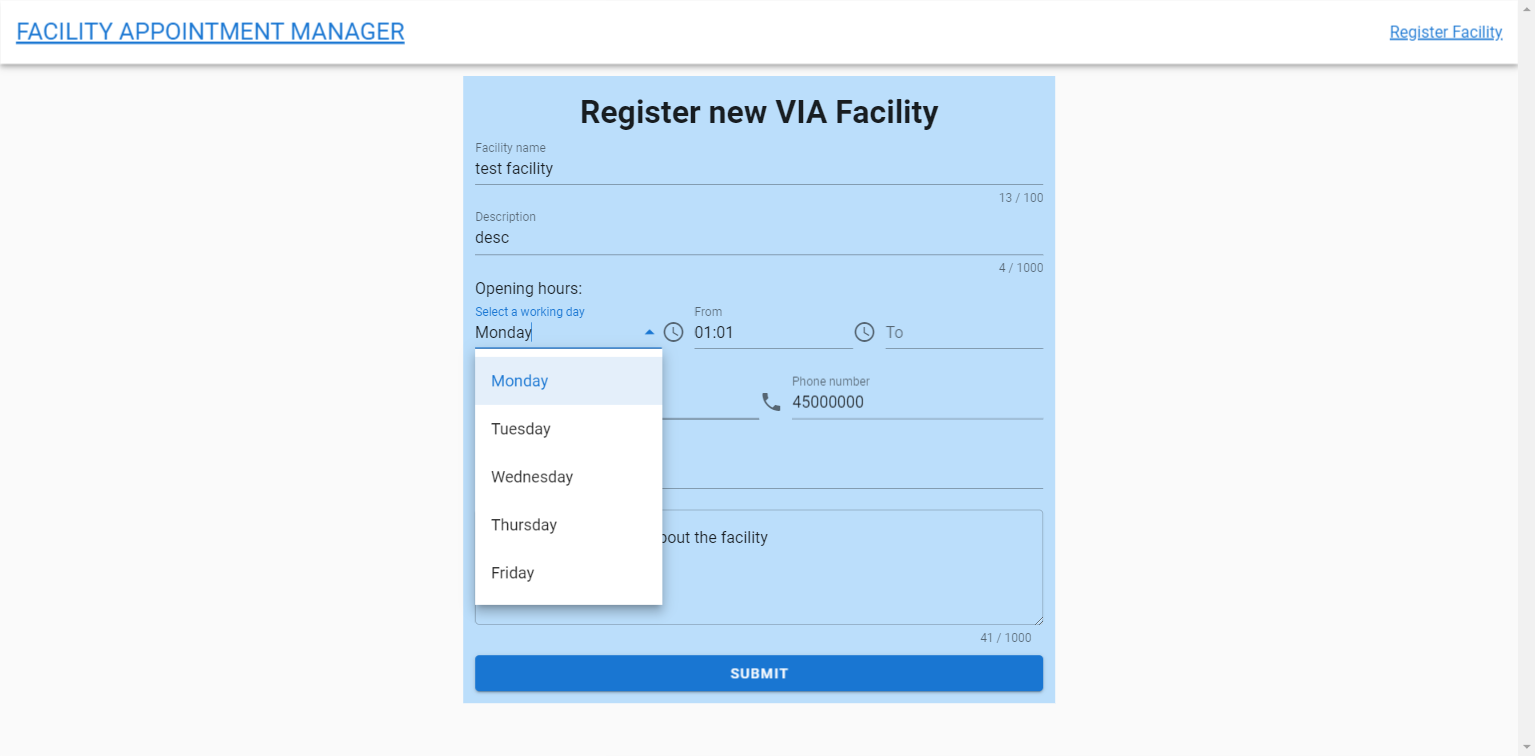 FACILITY APPOINTMENT MANAGER
Register Facility
Register new VIA Facility
Facility name
test facility
13 / 100
Description
desc
4 / 1000
Opening hours:
Select a working day
From
Monday
01:01
To
Monday
Tuesday
Wednesday
Thursday
Friday
Phone number
45000000
the facility
41 / 1000
SUBMIT